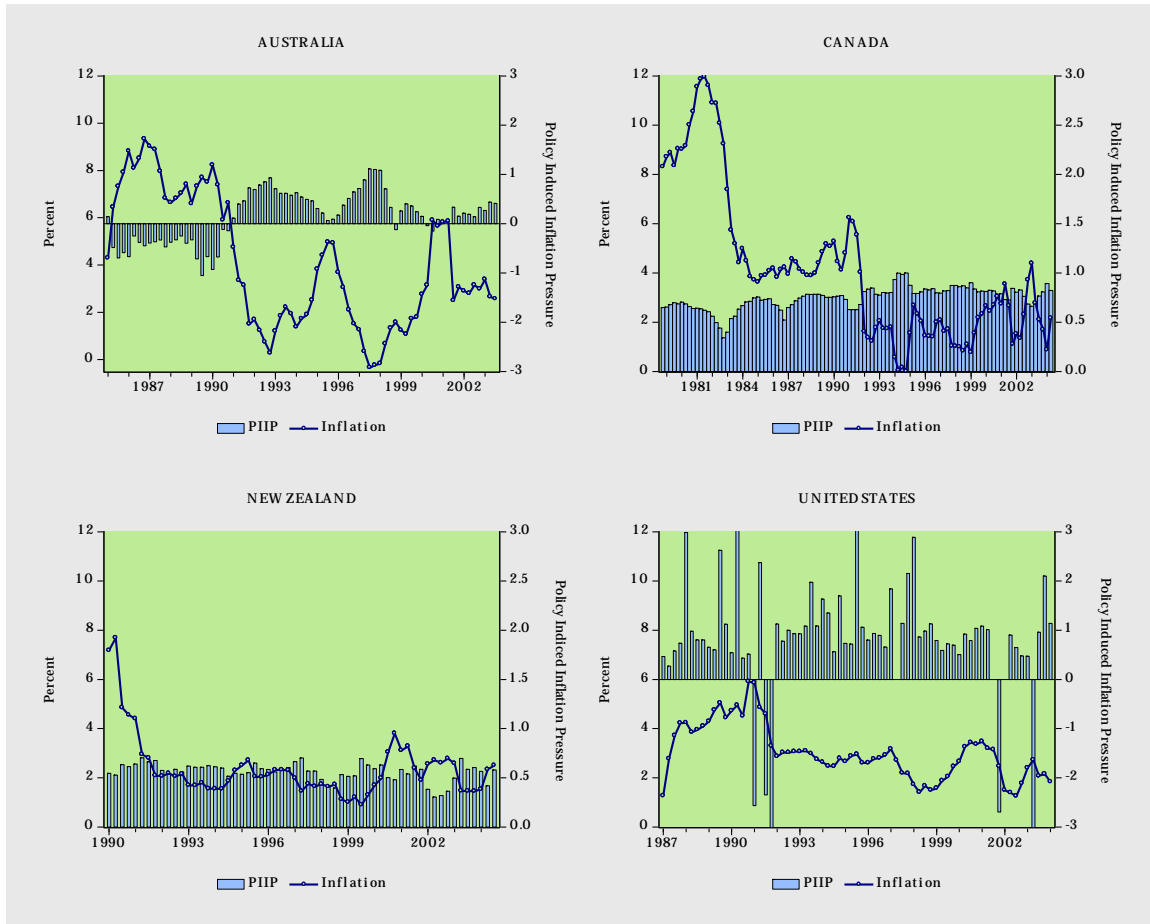 AUSTRALIA
12
10
8
6
4
2
0
Percent
3
2
1
0
-1
-2
-3
Policy Induced Inflation Pressure
1987 1990 1993 1996 1999 2002
PIIP Inflation
CANADA
12
10
8
6
4
2
0
Percent
3.0
2.5
2.0
1.5
1.0
0.5
0.0
Policy Induced Inflation Pressure
1981 1984 1987 1990 1993 1996 1999 2002
PIIP Inflation
NEW ZEALAND
12
10
8
6
4
2
0
Percent
3.0
2.5
2.0
1.5
1.0
0.5
0.0
Policy Indiced Inflation Pressure
1990 1993 1996 1999 2002
PIIP Inflation
UNITED STATES
12
10
8
6
4
2
0
Percent
3
2
1
0
-1
-2
-3
Policy Induced Inflation Pressure
1987 1990 1993 1996 1999 2002
PIIP Inflation